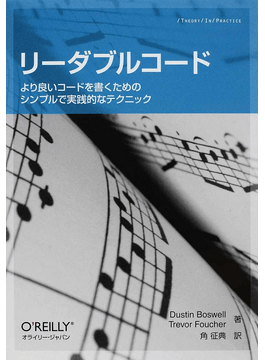 /THEORY/IN/PRACTICE
リーダブルコード
より良いコードを書くための
シンプルで実践的なテクニック
Dustin Boswell
Trevor Foucher 著
角 征典 訳
O'REILLY®
オライリー・ジャパン